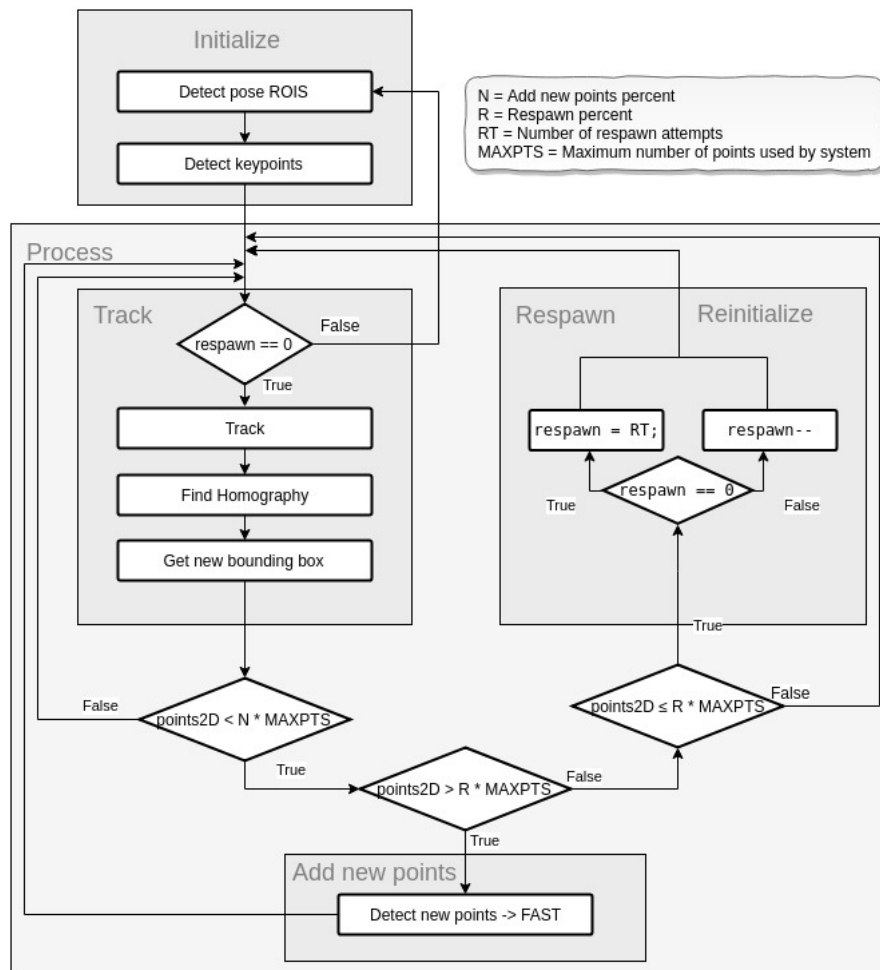 Initialize
Detect pose ROIS
Detect keypoints
N = Add new points percent
R = Respawn percent
RT = Number of respawn attempts
MAXPTS = Maximum number of points used by system
Process
Track
respawn == 0
False
True
Track
Find Homography
Get new bounding box
Respawn
Reinitialize
respawn = RT;
respawn--
respawn == 0
True
False
True
False
points2D < N * MAXPTS
True
points2D ≤ R * MAXPTS
False
points2D > R * MAXPTS
False
True
Add new points
Detect new points -> FAST